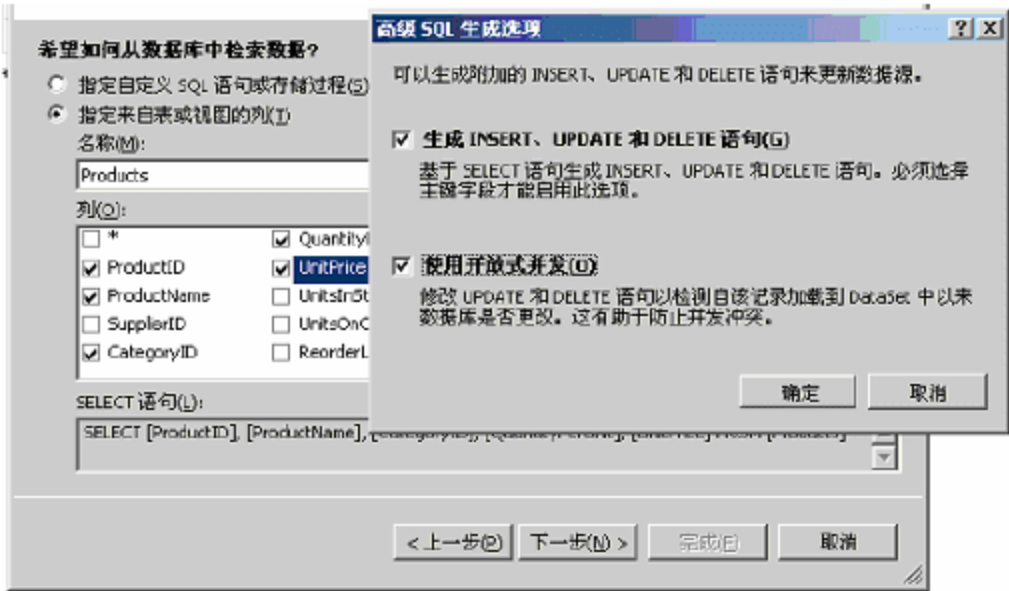 希望如何从数据库中检索数据?
指定自定义 SQL 语句或存储过程(S)
指定来自表或视图的列(T)
名称(M):
Products
列(O):
*
ProductID
ProductName
SupplierID
CategoryID
QuantityI
UnitPrice
UnitsInSt
UnitsOnO
ReorderL
SELECT 语句(L):
SELECT [ProductID], [ProductName],
<上一步(P)
下一步(N) >
完成(F)
取消
高级 SQL 生成选项
可以生成附加的 INSERT、UPDATE 和 DELETE 语句来更新数据源。
生成 INSERT、UPDATE 和 DELETE 语句(G)
基于 SELECT 语句生成 INSERT、UPDATE 和 DELETE 语句。必须选择
主键字段才能启用此选项。
使用开放式并发(O)
修改 UPDATE 和 DELETE 语句以检测自该记录加载到 DataSet 中以来
数据库是否更改。这有助于防止并发冲突。
确定
取消